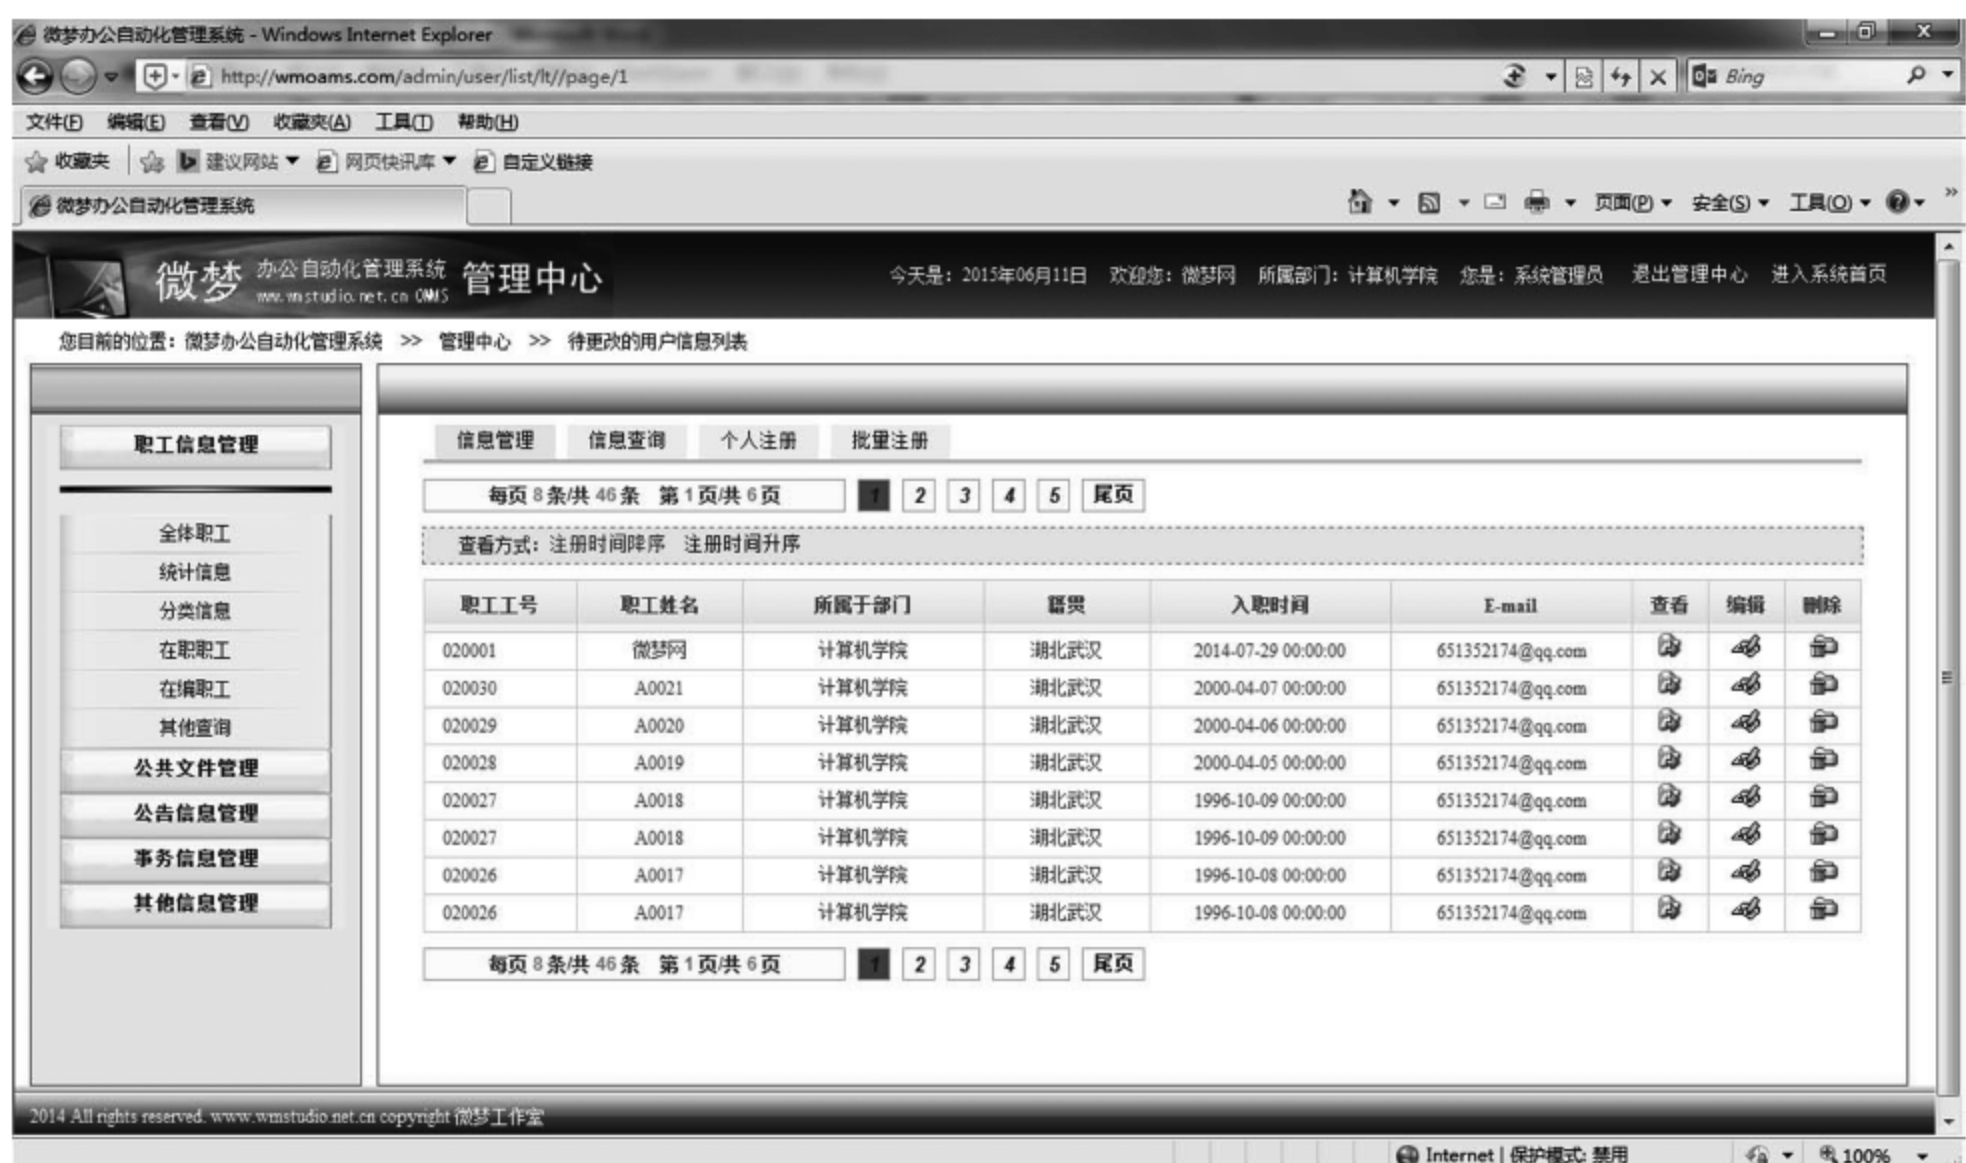 微梦办公自动化管理系统 - Windows Internet Explorer
http://wmoams.com/admin/user/list/lt//page/1
Bing
文件(F) 编辑(E) 查看(V) 收藏夹(A) 工具(T) 帮助(H)
收藏夹 建议网站 网页快讯库 自定义链接
微梦办公自动化管理系统
页面(P) 安全(S) 工具(O)
微梦 办公自动化管理系统 管理中心
www.wmstudio.net.cn OMMS
今天是：2015年06月11日 欢迎您：微梦网 所属部门：计算机学院 您是：系统管理员 退出管理中心 进入系统首页
您目前的位置：微梦办公自动化管理系统 >> 管理中心 >> 待更改的用户信息列表
职工信息管理
全体职工
统计信息
分类信息
在职职工
在编职工
其他查询
公共文件管理
公告信息管理
事务信息管理
其他信息管理
信息管理 信息查询 个人注册 批量注册
每页 8 条/共 46 条 第 1 页/共 6 页 1 2 3 4 5 尾页
查看方式：注册时间降序 注册时间升序
职工工号 职工姓名 所属于部门 籍贯 入职时间 E-mail 查看 编辑 删除
020001 微梦网 计算机学院 湖北武汉 2014-07-29 00:00:00 651352174@qq.com
020030 A0021 计算机学院 湖北武汉 2000-04-07 00:00:00 651352174@qq.com
020029 A0020 计算机学院 湖北武汉 2000-04-06 00:00:00 651352174@qq.com
020028 A0019 计算机学院 湖北武汉 2000-04-05 00:00:00 651352174@qq.com
020027 A0018 计算机学院 湖北武汉 1996-10-09 00:00:00 651352174@qq.com
020027 A0018 计算机学院 湖北武汉 1996-10-09 00:00:00 651352174@qq.com
020026 A0017 计算机学院 湖北武汉 1996-10-08 00:00:00 651352174@qq.com
020026 A0017 计算机学院 湖北武汉 1996-10-08 00:00:00 651352174@qq.com
每页 8 条/共 46 条 第 1 页/共 6 页 1 2 3 4 5 尾页
2014 All rights reserved. www.wmstudio.net.cn copyright 微梦工作室
Internet | 保护模式: 禁用 100%